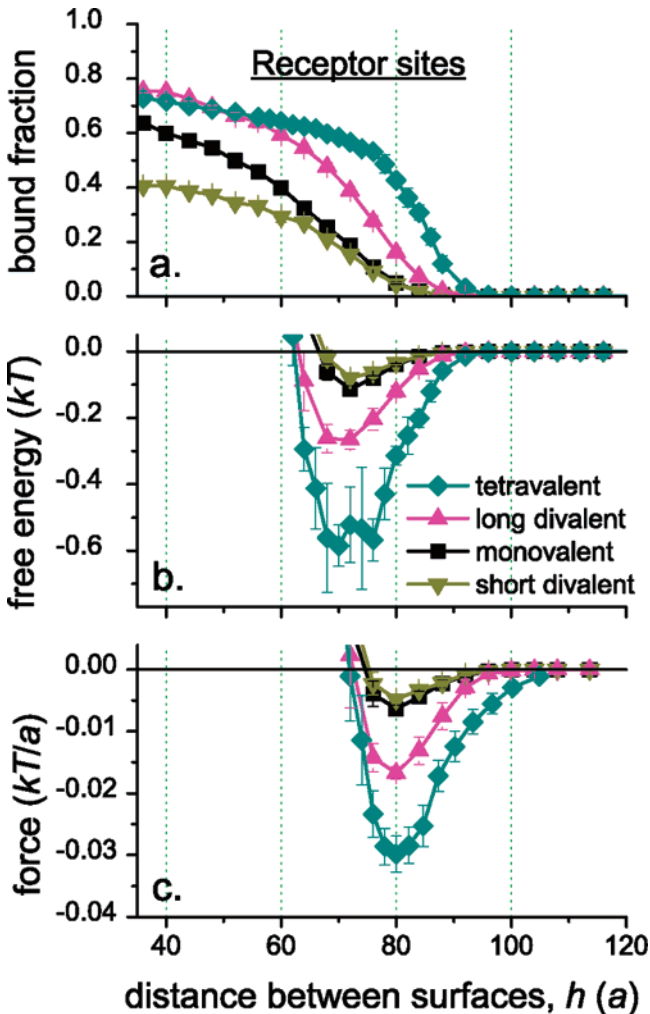 1.0
0.8
0.6
0.4
0.2
0.0
bound fraction
Receptor sites
a.
0.0
-0.2
-0.4
-0.6
free energy (kT)
tetravalent
long divalent
monovalent
short divalent
b.
0.00
-0.01
-0.02
-0.03
-0.04
force (kT/a)
c.
40 60 80 100 120
distance between surfaces, h (a)